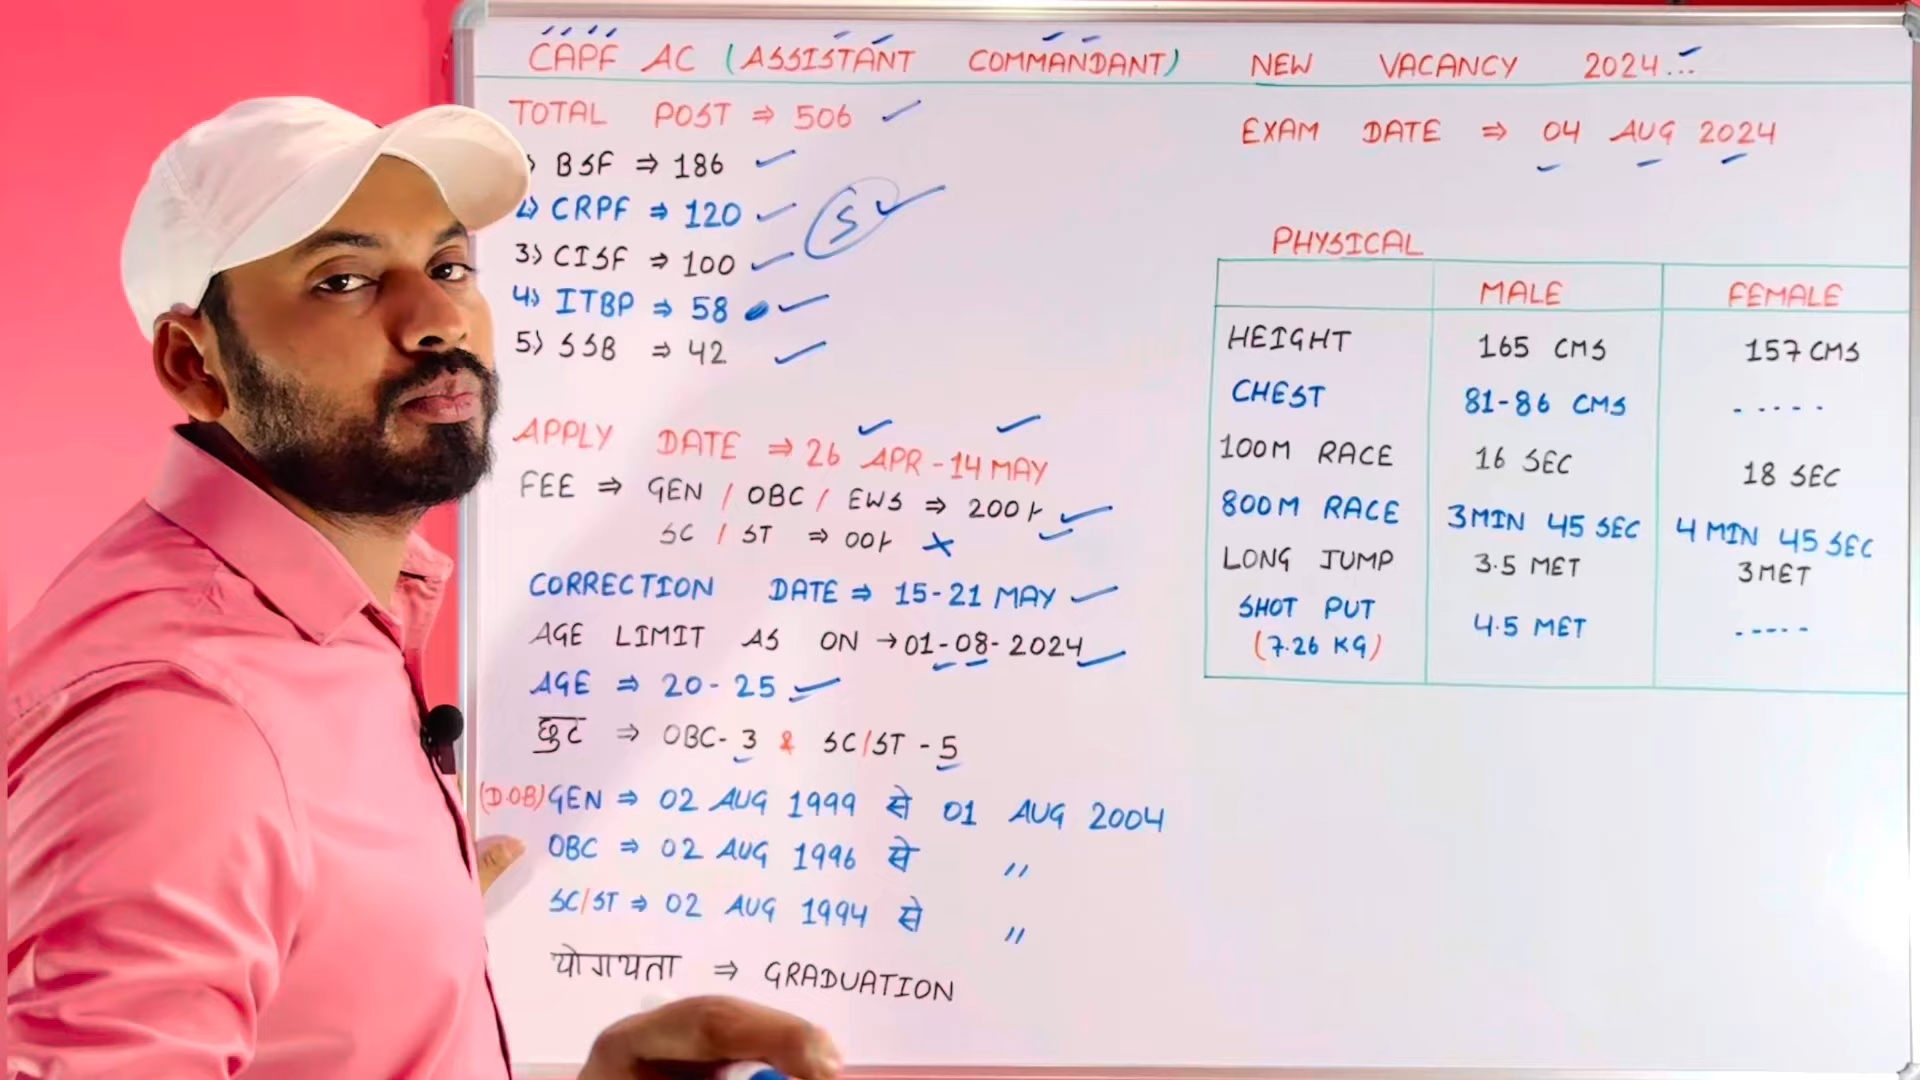 CAPF AC (ASSISTANT COMMANDANT) NEW VACANCY 2024...
TOTAL POST ⇒ 506
BSF ⇒ 186
2) CRPF ⇒ 120
3) CISF ⇒ 100
4) ITBP ⇒ 58
5) SSB ⇒ 42
5
APPLY DATE ⇒ 26 APR - 14 MAY
FEE ⇒ GEN / OBC / EWS ⇒ 200/-
SC / ST ⇒ 00/-
CORRECTION DATE ⇒ 15-21 MAY
AGE LIMIT AS ON → 01-08-2024
AGE ⇒ 20-25
छुट ⇒ OBC-3 & SC/ST-5
(D.OB) GEN ⇒ 02 AUG 1999 से 01 AUG 2004
OBC ⇒ 02 AUG 1996 से "
SC/ST ⇒ 02 AUG 1994 से "
योगयता ⇒ GRADUATION
EXAM DATE ⇒ 04 AUG 2024
PHYSICAL
MALE FEMALE
HEIGHT 165 CMS 157 CMS
CHEST 81-86 CMS -----
100M RACE 16 SEC 18 SEC
800M RACE 3MIN 45 SEC 4 MIN 45 SEC
LONG JUMP 3.5 MET 3MET
SHOT PUT 4.5 MET -----
(7.26 KG)